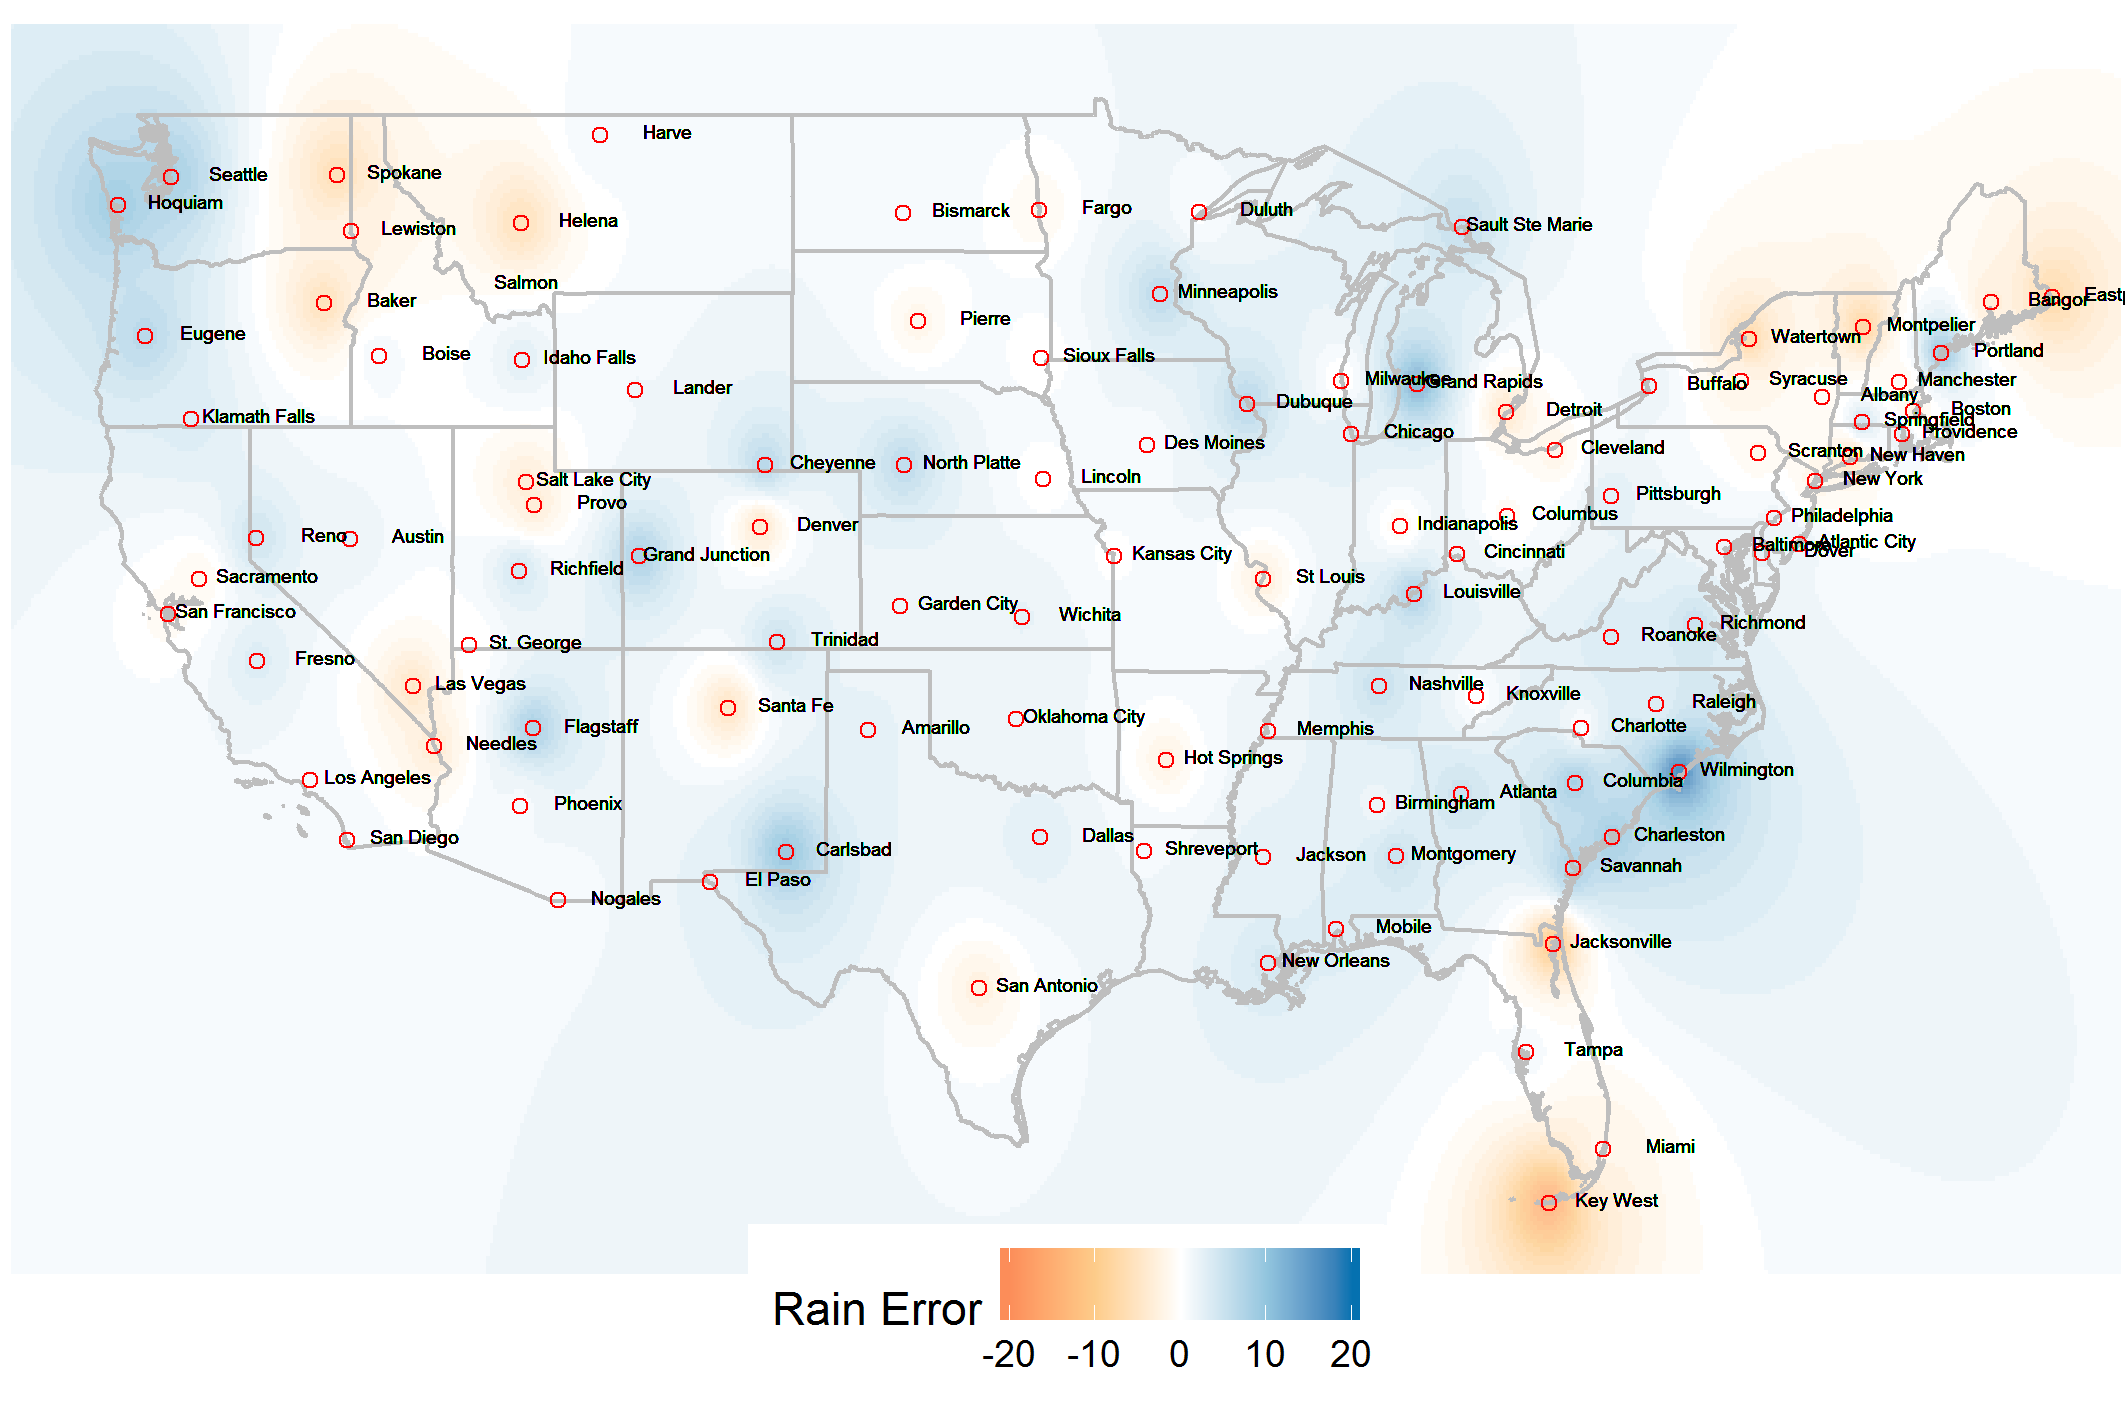 Harve
Seattle
Spokane
Hoquiam
Bismarck
Fargo
Duluth
Helena
Sault Ste Marie
Lewiston
Salmon
Minneapolis
Baker
Bangor
Eastp
Pierre
Montpelier
Eugene
Watertown
Portland
Boise
Idaho Falls
Sioux Falls
Lander
Milwaukee
Grand Rapids
Syracuse
Manchester
Dubuque
Buffalo
Albany
Klamath Falls
Detroit
Boston
Springfield
Chicago
Providence
Des Moines
Cleveland
Scranton
New Haven
Cheyenne
North Platte
Lincoln
New York
Salt Lake City
Provo
Pittsburgh
Denver
Indianapolis
Columbus
Philadelphia
Reno
Austin
Atlantic City
Baltimore
Dover
Grand Junction
Kansas City
Cincinnati
Richfield
Sacramento
St Louis
Louisville
San Francisco
Garden City
Wichita
Richmond
Roanoke
St. George
Trinidad
Fresno
Las Vegas
Nashville
Knoxville
Santa Fe
Raleigh
Flagstaff
Amarillo
Oklahoma City
Memphis
Charlotte
Needles
Hot Springs
Wilmington
Los Angeles
Columbia
Phoenix
Birmingham
Atlanta
San Diego
Dallas
Charleston
Carlsbad
Shreveport
Jackson
Montgomery
Savannah
El Paso
Nogales
Mobile
Jacksonville
New Orleans
San Antonio
Tampa
Miami
Key West
Rain Error
-20 -10 0 10 20